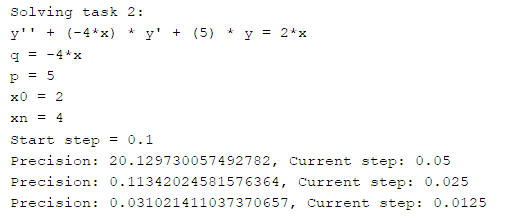 Solving task 2:
y'' + (-4*x) * y' + (5) * y = 2*x
q = -4*x
p = 5
x0 = 2
xn = 4
Start step = 0.1
Precision: 20.129730057492782, Current step: 0.05
Precision: 0.11342024581576364, Current step: 0.025
Precision: 0.031021411037370657, Current step: 0.0125